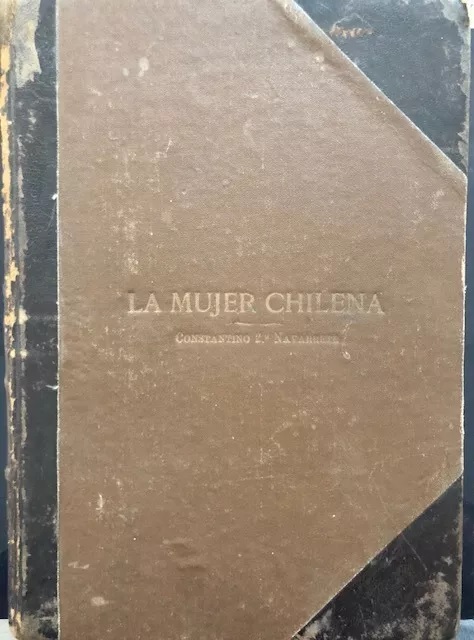 LA MUJER CHILENA
CONSTANTINO 2.º NAVARRETE